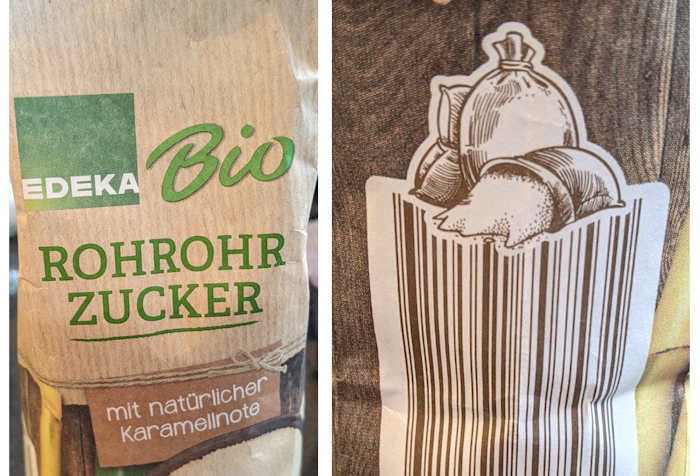 EDEKA
Bio
ROHROHR
ZUCKER
mit natürlicher
Karamellnote